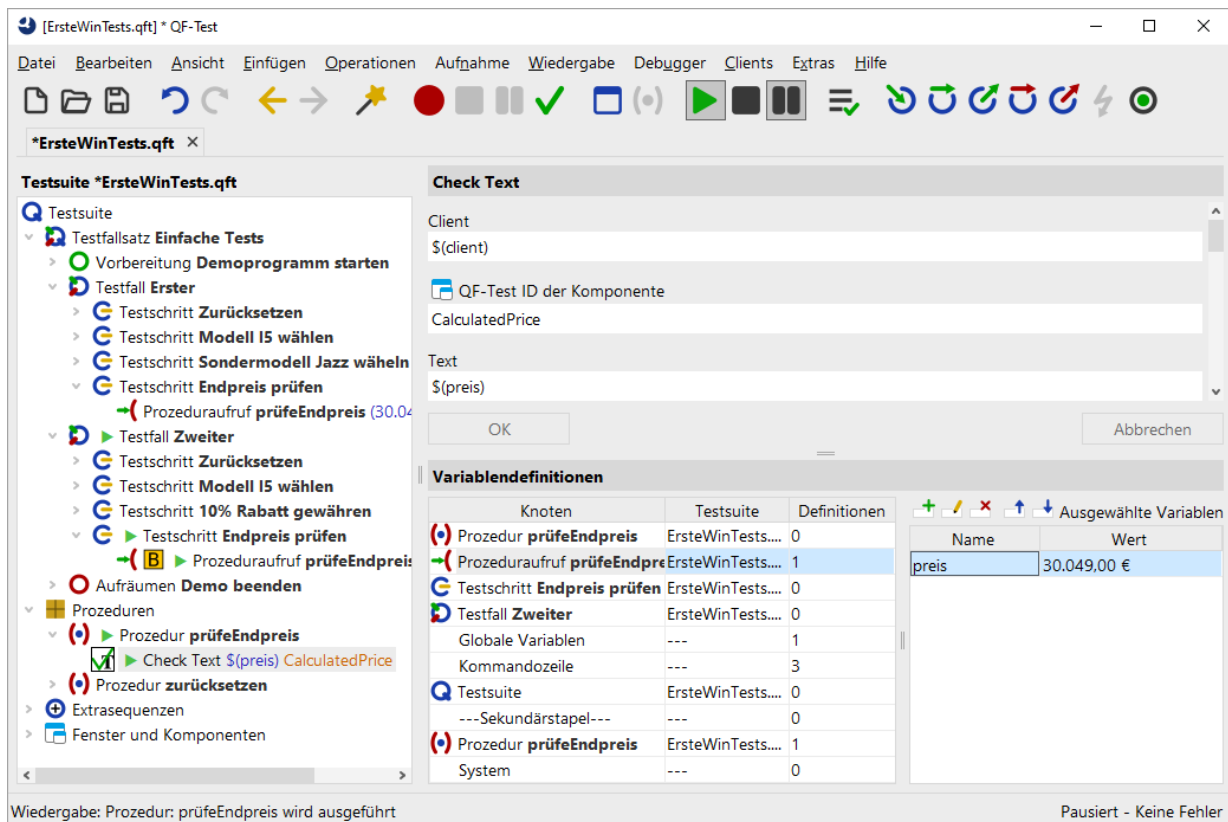 [ErsteWinTests.qft] * QF-Test
Datei Bearbeiten Ansicht Einfügen Operationen Aufnahme Wiedergabe Debugger Clients Extras Hilfe
*ErsteWinTests.qft
Testsuite *ErsteWinTests.qft
Testsuite
Testfallsatz Einfache Tests
Vorbereitung Demoprogramm starten
Testfall Erster
Testschritt Zurücksetzen
Testschritt Modell I5 wählen
Testschritt Sondermodell Jazz wäheln
Testschritt Endpreis prüfen
Prozeduraufruf prüfeEndpreis (30.04
Testfall Zweiter
Testschritt Zurücksetzen
Testschritt Modell I5 wählen
Testschritt 10% Rabatt gewähren
Testschritt Endpreis prüfen
B Prozeduraufruf prüfeEndpreis
Aufräumen Demo beenden
Prozeduren
Prozedur prüfeEndpreis
Check Text $(preis) CalculatedPrice
Prozedur zurücksetzen
Extrasequenzen
Fenster und Komponenten
Check Text
Client
$(client)
QF-Test ID der Komponente
CalculatedPrice
Text
$(preis)
OK Abbrechen
Variablendefinitionen
Knoten Testsuite Definitionen
Prozedur prüfeEndpreis ErsteWinTests.... 0
Prozeduraufruf prüfeEndpre ErsteWinTests.... 1
Testschritt Endpreis prüfen ErsteWinTests.... 0
Testfall Zweiter ErsteWinTests.... 0
Globale Variablen --- 1
Kommandozeile --- 3
Testsuite ErsteWinTests.... 0
---Sekundärstapel--- --- 0
Prozedur prüfeEndpreis ErsteWinTests.... 1
System --- 0
Ausgewählte Variablen
Name Wert
preis 30.049,00 €
Wiedergabe: Prozedur: prüfeEndpreis wird ausgeführt
Pausiert - Keine Fehler